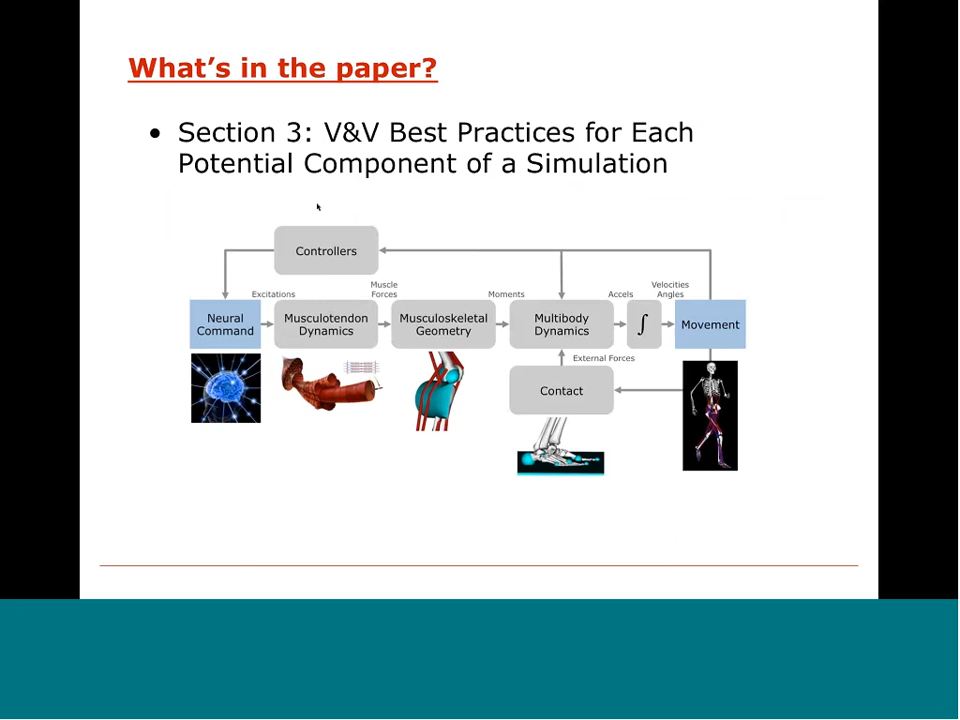 What’s in the paper?
• Section 3: V&V Best Practices for Each
Potential Component of a Simulation
Controllers
Excitations
Muscle
Forces
Moments
Accels
Velocities
Angles
Neural
Command
Musculotendon
Dynamics
Musculoskeletal
Geometry
Multibody
Dynamics
∫
Movement
External Forces
Contact